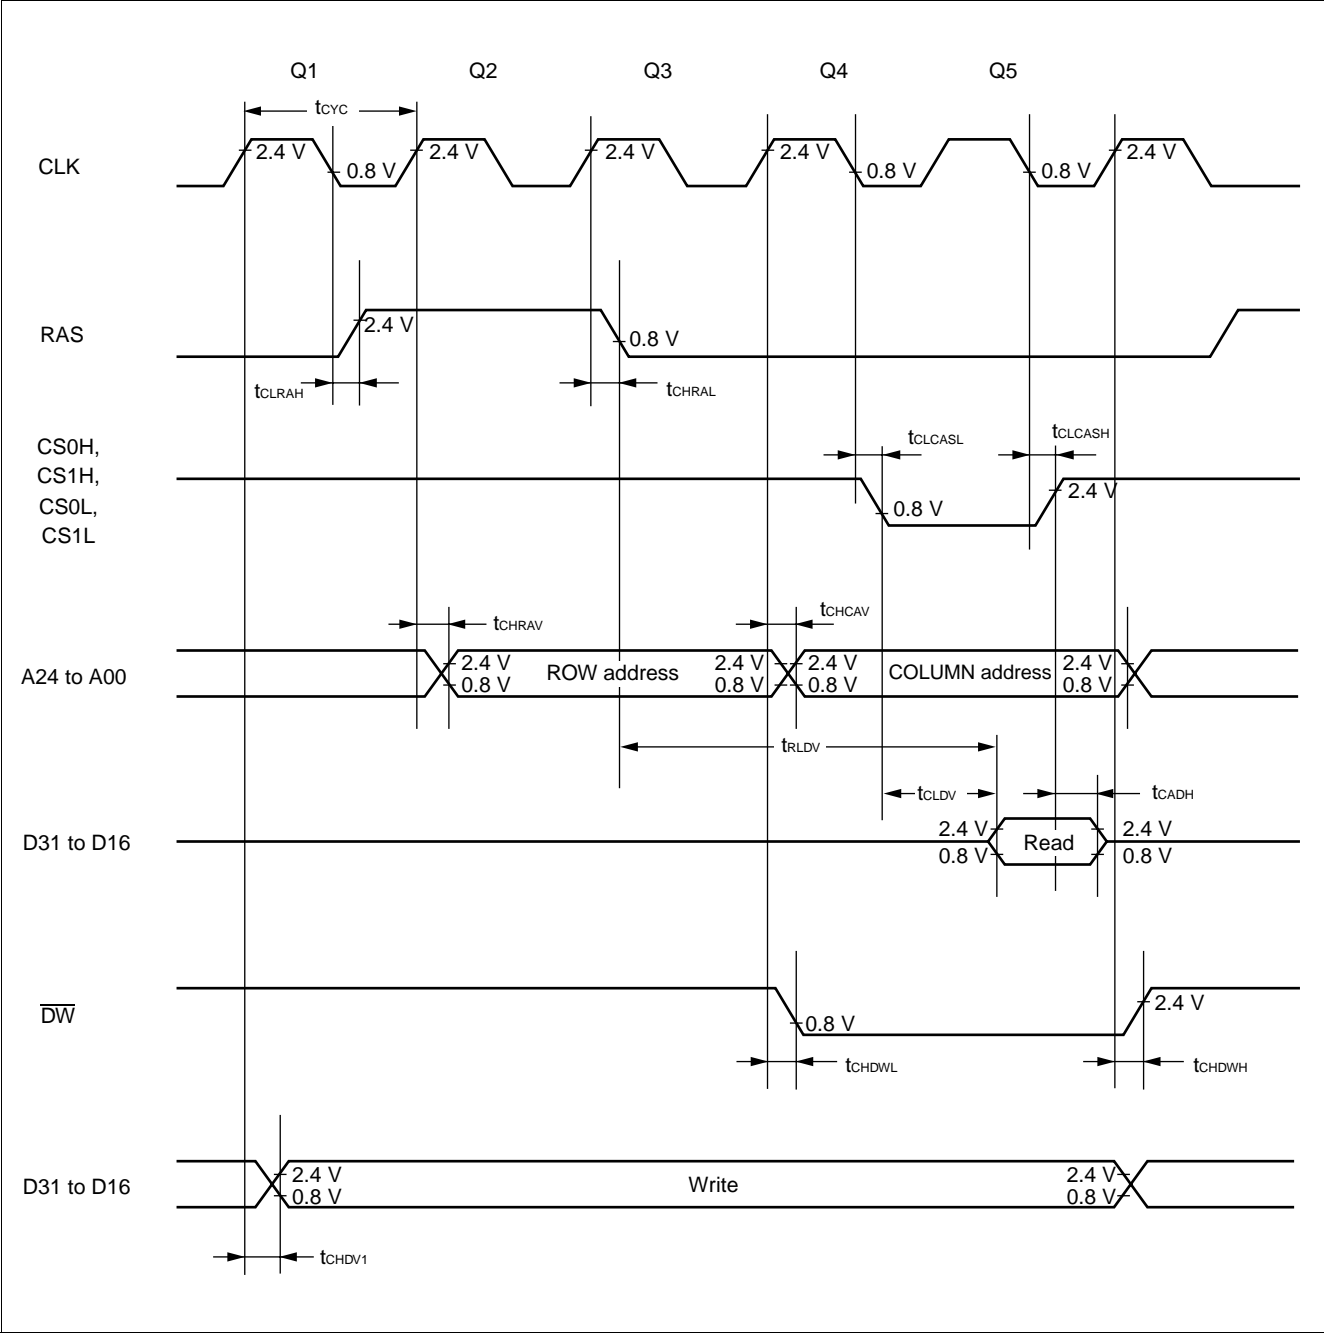 Q1 Q2 Q3 Q4 Q5
tCYC
CLK 2.4 V 0.8 V 2.4 V 2.4 V 2.4 V 0.8 V 0.8 V 2.4 V
RAS 2.4 V 0.8 V
tCLRAH tCHRAL
CS0H,
CS1H,
CS0L,
CS1L
tCLCASL tCLCASH
0.8 V 2.4 V
tCHRAV tCHCAV
A24 to A00
2.4 V ROW address 2.4 V 2.4 V COLUMN address 2.4 V
0.8 V 0.8 V 0.8 V 0.8 V
tRLDV
tCLDV tCADH
D31 to D16
2.4 V Read 2.4 V
0.8 V 0.8 V
DW 0.8 V 2.4 V
tCHDWL tCHDWH
D31 to D16
2.4 V Write 2.4 V
0.8 V 0.8 V
tCHDV1